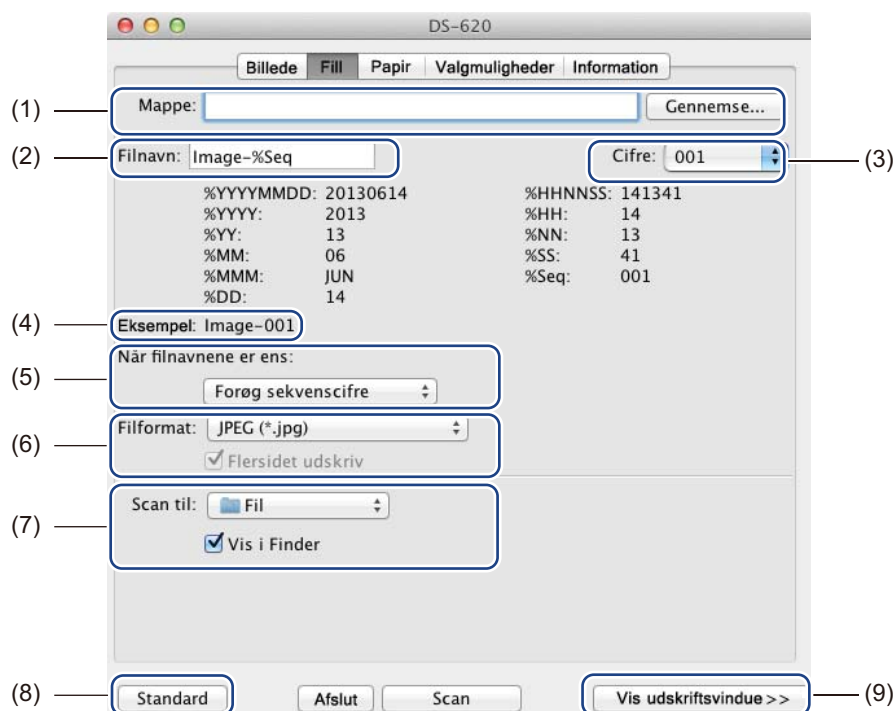 DS-620
Billede Fill Papir Valgmuligheder Information
(1) Mappe: Gennemse...
(2) Filnavn: Image-%Seq Cifre: 001 (3)
%YYYYMMDD: 20130614 %HHNNSS: 141341
%YYYY: 2013 %HH: 14
%YY: 13 %NN: 13
%MM: 06 %SS: 41
%MMM: JUN %Seq: 001
%DD: 14
(4) Eksempel: Image-001
Når filnavnene er ens:
(5) Forøg sekvenscifre
(6) Filformat: JPEG (*.jpg)
Flersidet udskriv
(7) Scan til: Fil
Vis i Finder
(8) Standard Afslut Scan Vis udskriftsvindue >> (9)